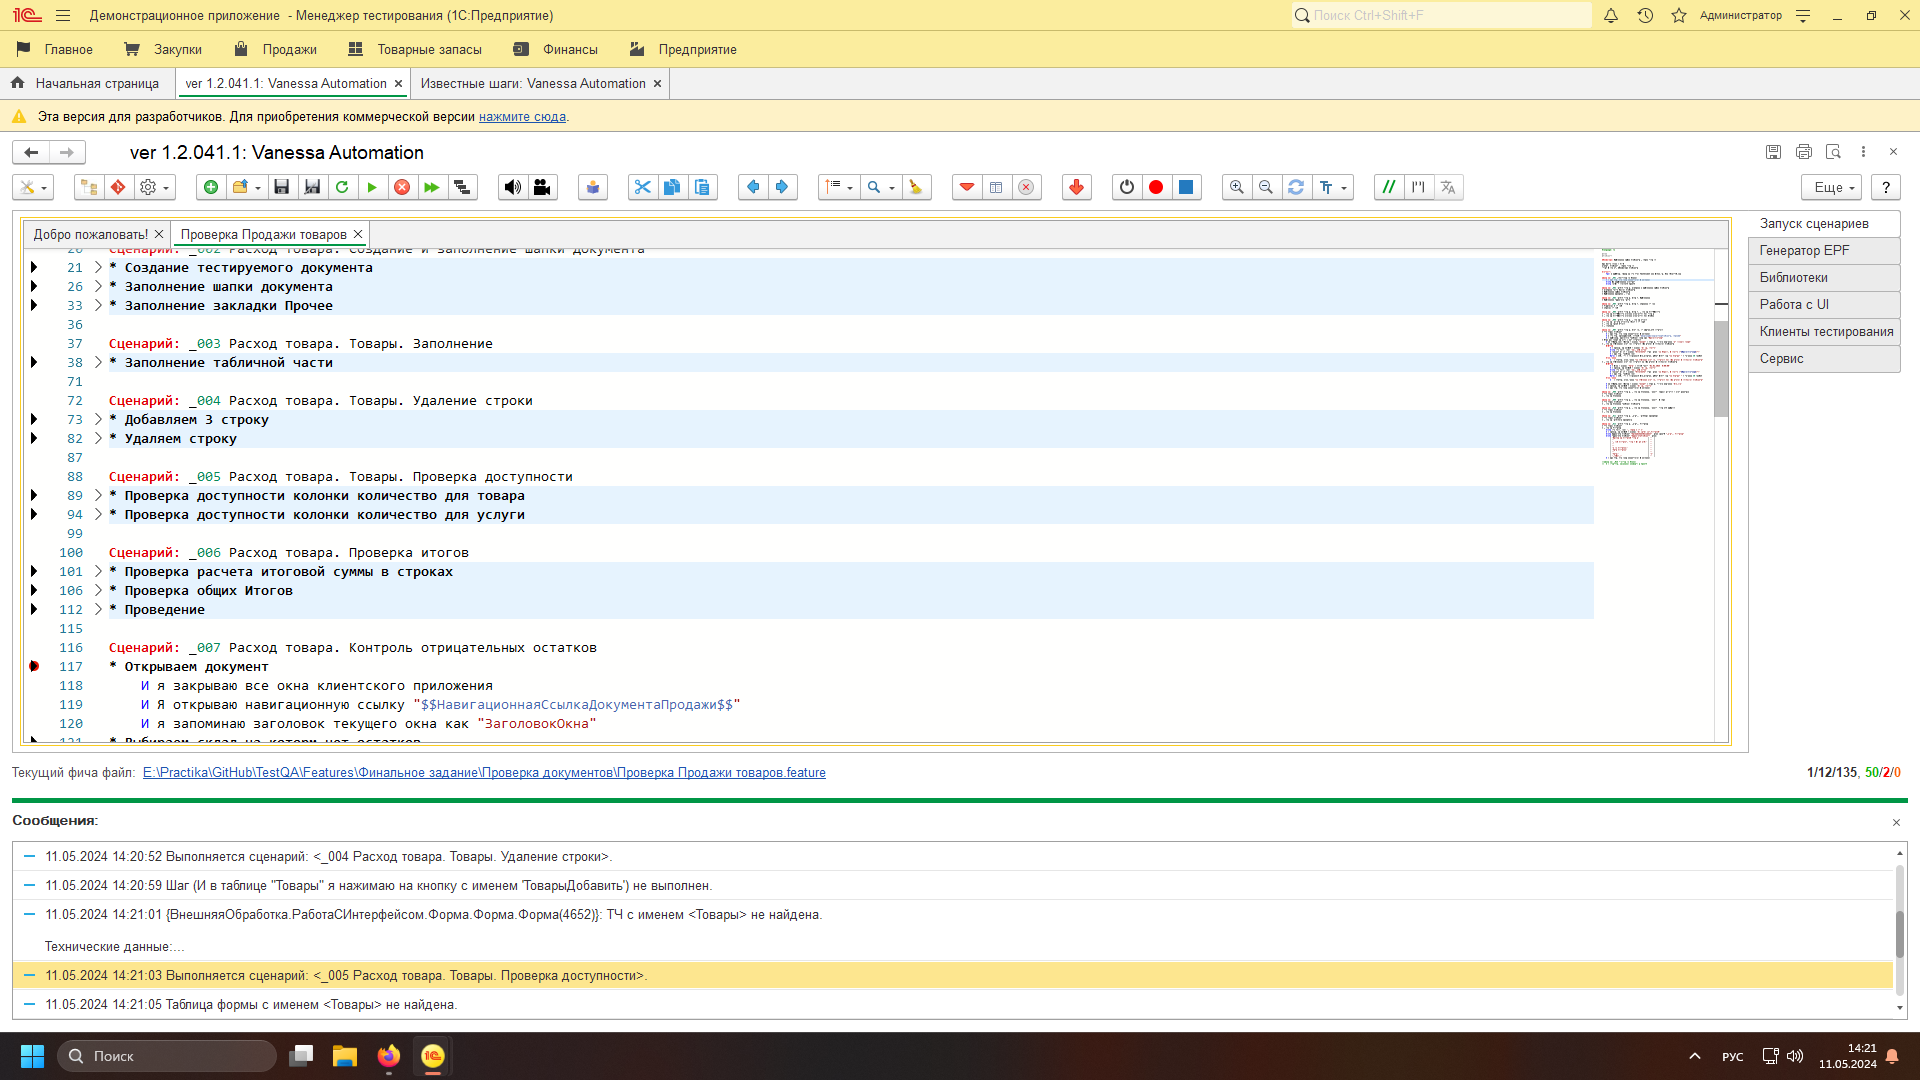 Демонстрационное приложение - Менеджер тестирования (1С:Предприятие)
Поиск Ctrl+Shift+F
Администратор
Главное
Закупки
Продажи
Товарные запасы
Финансы
Предприятие
Начальная страница
ver 1.2.041.1: Vanessa Automation
Известные шаги: Vanessa Automation
Эта версия для разработчиков. Для приобретения коммерческой версии нажмите сюда.
ver 1.2.041.1: Vanessa Automation
Еще
?
Добро пожаловать!
Проверка Продажи товаров
20 Сценарий: _002 Расход товара. Создание и заполнение шапки документа
21 * Создание тестируемого документа
26 * Заполнение шапки документа
33 * Заполнение закладки Прочее
36
37 Сценарий: _003 Расход товара. Товары. Заполнение
38 * Заполнение табличной части
71
72 Сценарий: _004 Расход товара. Товары. Удаление строки
73 * Добавляем 3 строку
82 * Удаляем строку
87
88 Сценарий: _005 Расход товара. Товары. Проверка доступности
89 * Проверка доступности колонки количество для товара
94 * Проверка доступности колонки количество для услуги
99
100 Сценарий: _006 Расход товара. Проверка итогов
101 * Проверка расчета итоговой суммы в строках
106 * Проверка общих Итогов
112 * Проведение
115
116 Сценарий: _007 Расход товара. Контроль отрицательных остатков
117 * Открываем документ
118 И я закрываю все окна клиентского приложения
119 И Я открываю навигационную ссылку "$$НавигационнаяСсылкаДокументаПродажи$$"
120 И я запоминаю заголовок текущего окна как "ЗаголовокОкна"
121 * Выбираем склад на котором нет остатков
Запуск сценариев
Генератор EPF
Библиотеки
Работа с UI
Клиенты тестирования
Сервис
Текущий фича файл: E:\Practika\GitHub\TestQA\Features\Финальное задание\Проверка документов\Проверка Продажи товаров.feature
1/12/135, 50/2/0
Сообщения:
11.05.2024 14:20:52 Выполняется сценарий: <_004 Расход товара. Товары. Удаление строки>.
11.05.2024 14:20:59 Шаг (И в таблице "Товары" я нажимаю на кнопку с именем 'ТоварыДобавить') не выполнен.
11.05.2024 14:21:01 {ВнешняяОбработка.РаботаСИнтерфейсом.Форма.Форма.Форма(4652)}: ТЧ с именем <Товары> не найдена.
Технические данные:...
11.05.2024 14:21:03 Выполняется сценарий: <_005 Расход товара. Товары. Проверка доступности>.
11.05.2024 14:21:05 Таблица формы с именем <Товары> не найдена.
Поиск
РУС
14:21
11.05.2024